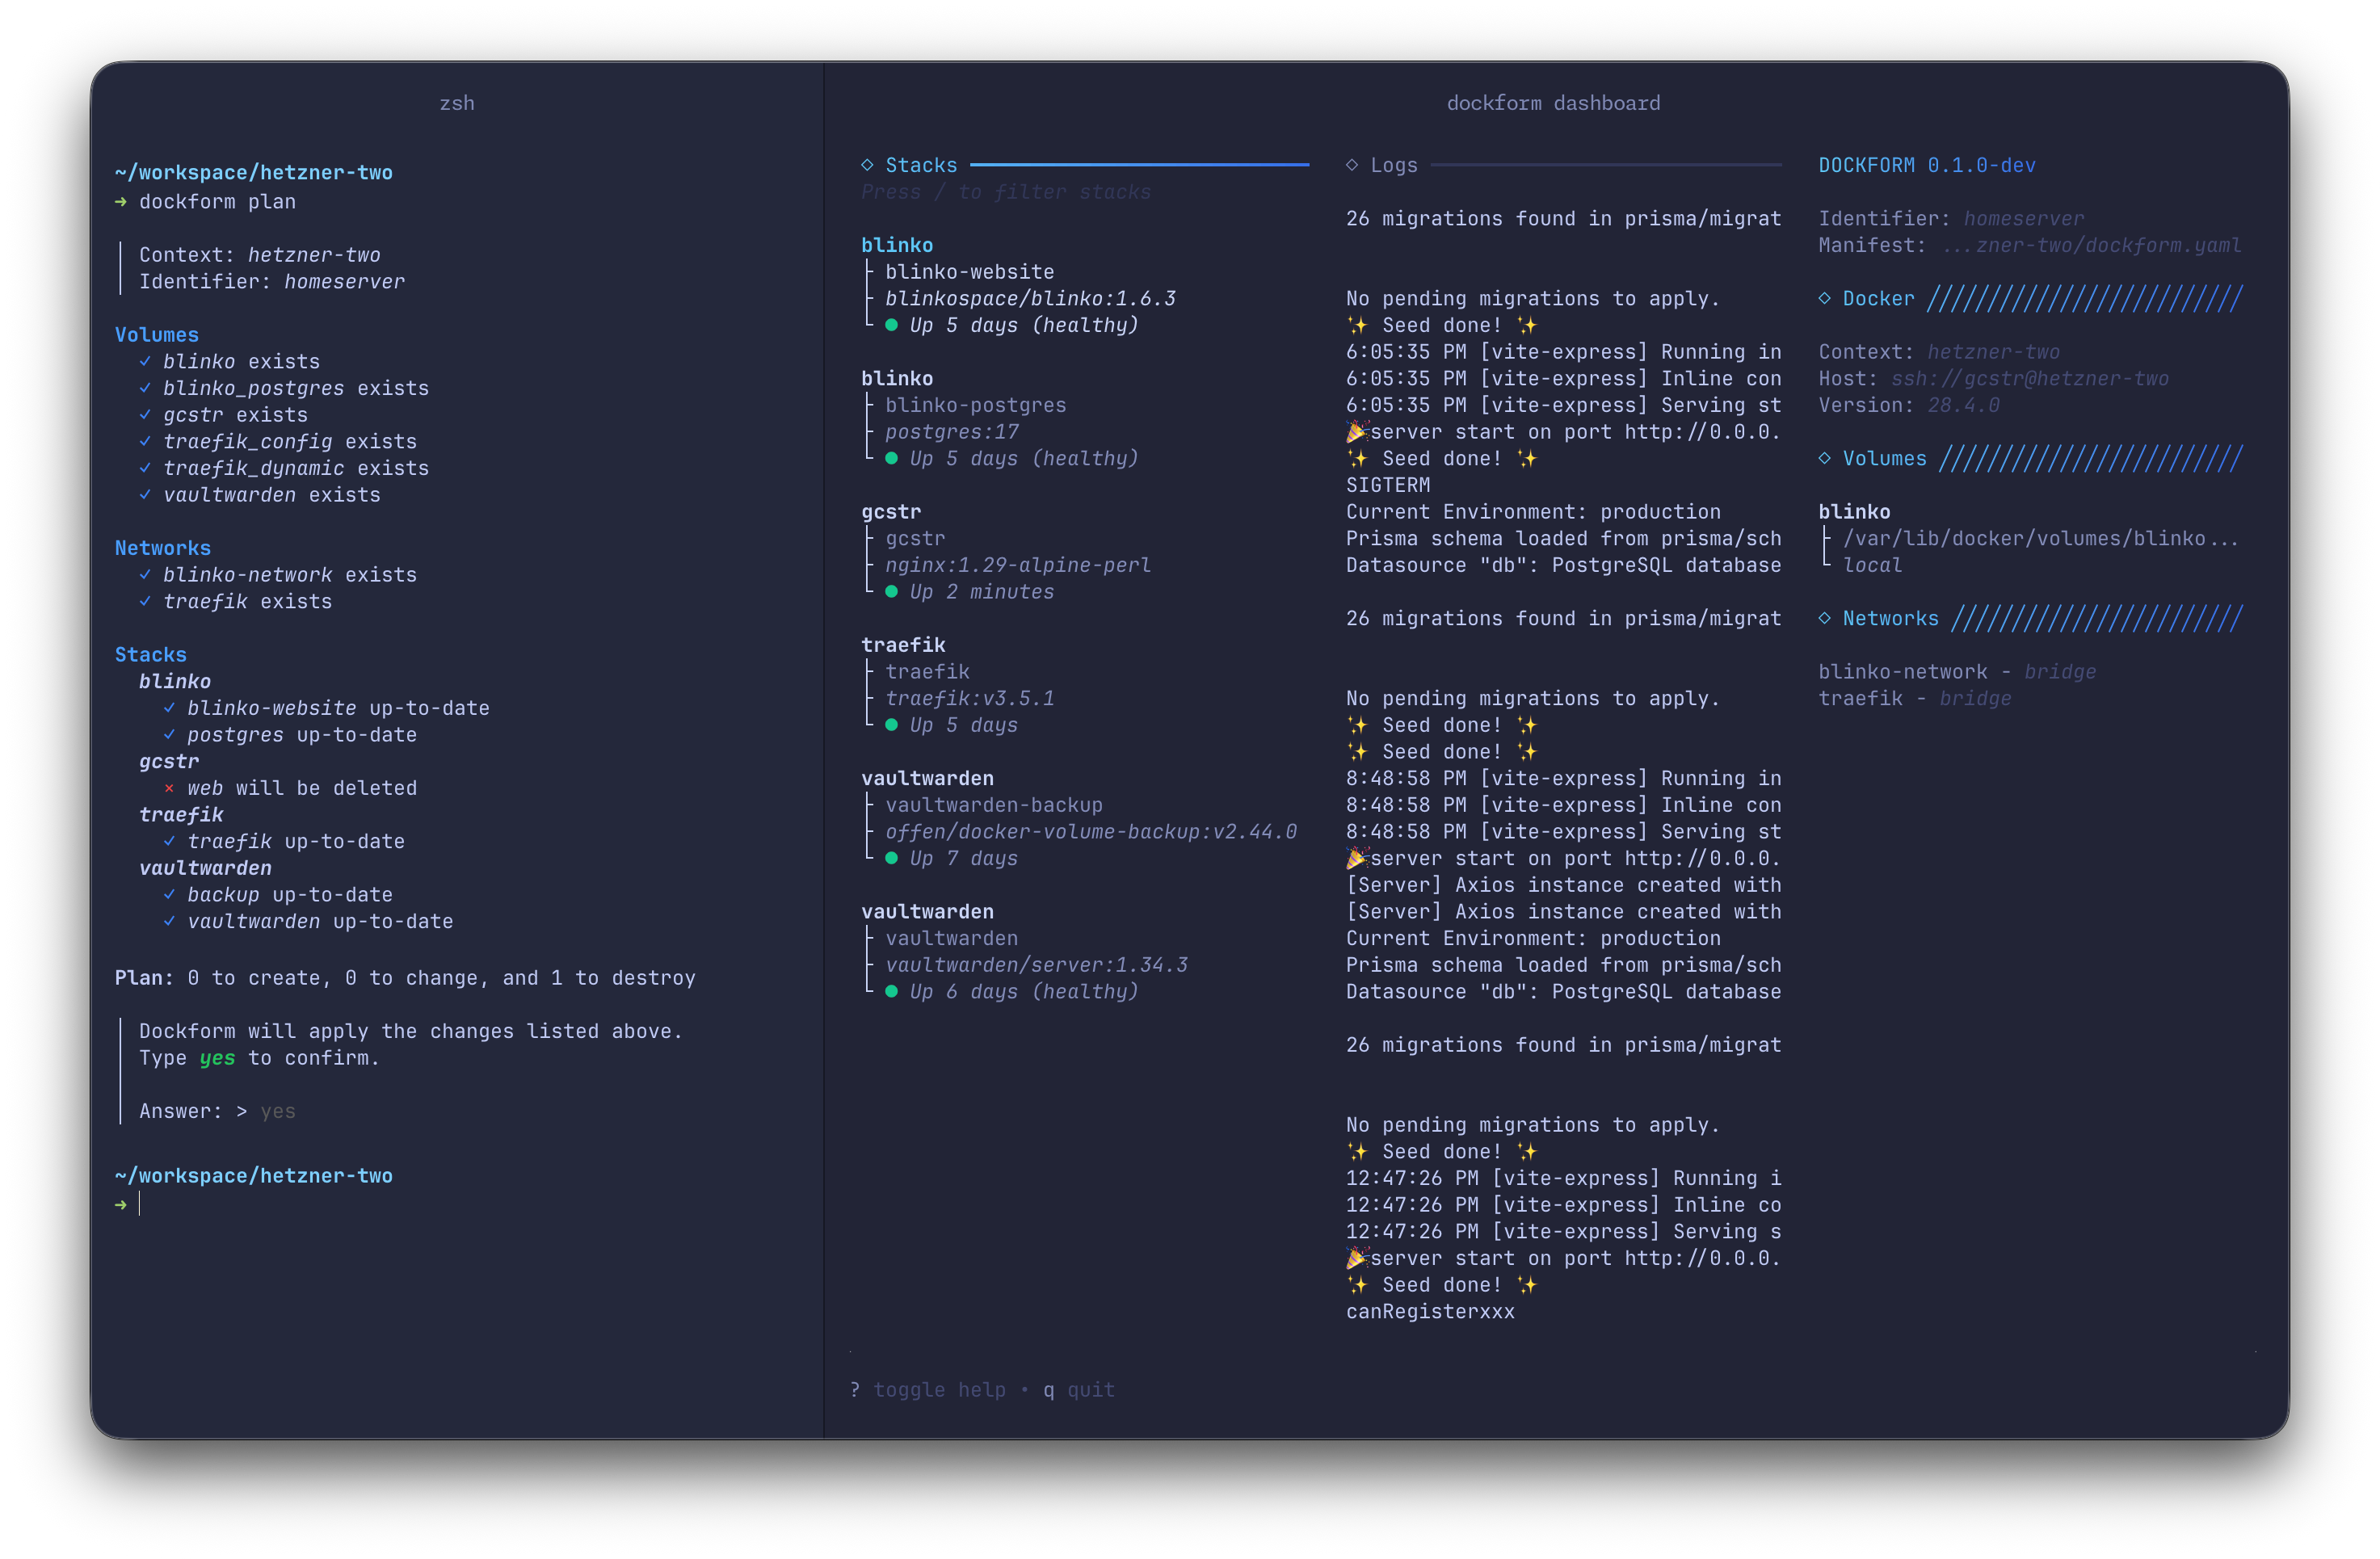 zsh
~/workspace/hetzner-two
➜ dockform plan
Context: hetzner-two
Identifier: homeserver
Volumes
✓ blinko exists
✓ blinko_postgres exists
✓ gcstr exists
✓ traefik_config exists
✓ traefik_dynamic exists
✓ vaultwarden exists
Networks
✓ blinko-network exists
✓ traefik exists
Stacks
blinko
✓ blinko-website up-to-date
✓ postgres up-to-date
gcstr
× web will be deleted
traefik
✓ traefik up-to-date
vaultwarden
✓ backup up-to-date
✓ vaultwarden up-to-date
Plan: 0 to create, 0 to change, and 1 to destroy
Dockform will apply the changes listed above.
Type yes to confirm.
Answer: > yes
~/workspace/hetzner-two
➜
dockform dashboard
◇ Stacks
Press / to filter stacks
blinko
blinko-website
blinkospace/blinko:1.6.3
● Up 5 days (healthy)
blinko
blinko-postgres
postgres:17
● Up 5 days (healthy)
gcstr
gcstr
nginx:1.29-alpine-perl
● Up 2 minutes
traefik
traefik
traefik:v3.5.1
● Up 5 days
vaultwarden
vaultwarden-backup
offen/docker-volume-backup:v2.44.0
● Up 7 days
vaultwarden
vaultwarden
vaultwarden/server:1.34.3
● Up 6 days (healthy)
◇ Logs
26 migrations found in prisma/migrat
No pending migrations to apply.
✨ Seed done! ✨
6:05:35 PM [vite-express] Running in
6:05:35 PM [vite-express] Inline con
6:05:35 PM [vite-express] Serving st
🎉server start on port http://0.0.0.
✨ Seed done! ✨
SIGTERM
Current Environment: production
Prisma schema loaded from prisma/sch
Datasource "db": PostgreSQL database
26 migrations found in prisma/migrat
No pending migrations to apply.
✨ Seed done! ✨
✨ Seed done! ✨
8:48:58 PM [vite-express] Running in
8:48:58 PM [vite-express] Inline con
8:48:58 PM [vite-express] Serving st
🎉server start on port http://0.0.0.
[Server] Axios instance created with
[Server] Axios instance created with
Current Environment: production
Prisma schema loaded from prisma/sch
Datasource "db": PostgreSQL database
26 migrations found in prisma/migrat
No pending migrations to apply.
✨ Seed done! ✨
12:47:26 PM [vite-express] Running i
12:47:26 PM [vite-express] Inline co
12:47:26 PM [vite-express] Serving s
🎉server start on port http://0.0.0.
✨ Seed done! ✨
canRegisterxxx
DOCKFORM 0.1.0-dev
Identifier: homeserver
Manifest: ...zner-two/dockform.yaml
◇ Docker
Context: hetzner-two
Host: ssh://gcstr@hetzner-two
Version: 28.4.0
◇ Volumes
blinko
/var/lib/docker/volumes/blinko...
local
◇ Networks
blinko-network - bridge
traefik - bridge
? toggle help • q quit